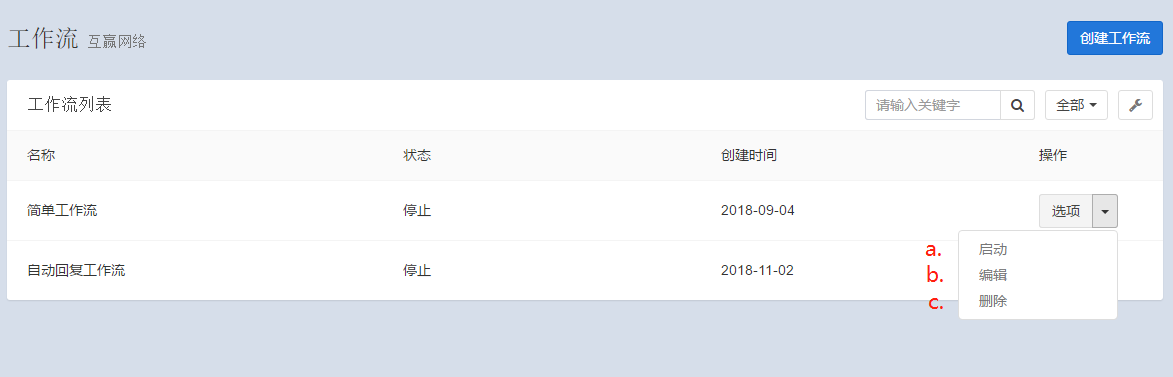 工作流 互赢网络 创建工作流
工作流列表 请输入关键字 全部
名称 状态 创建时间 操作
简单工作流 停止 2018-09-04 选项
a. 启动
自动回复工作流 停止 2018-11-02 b. 编辑
c. 删除